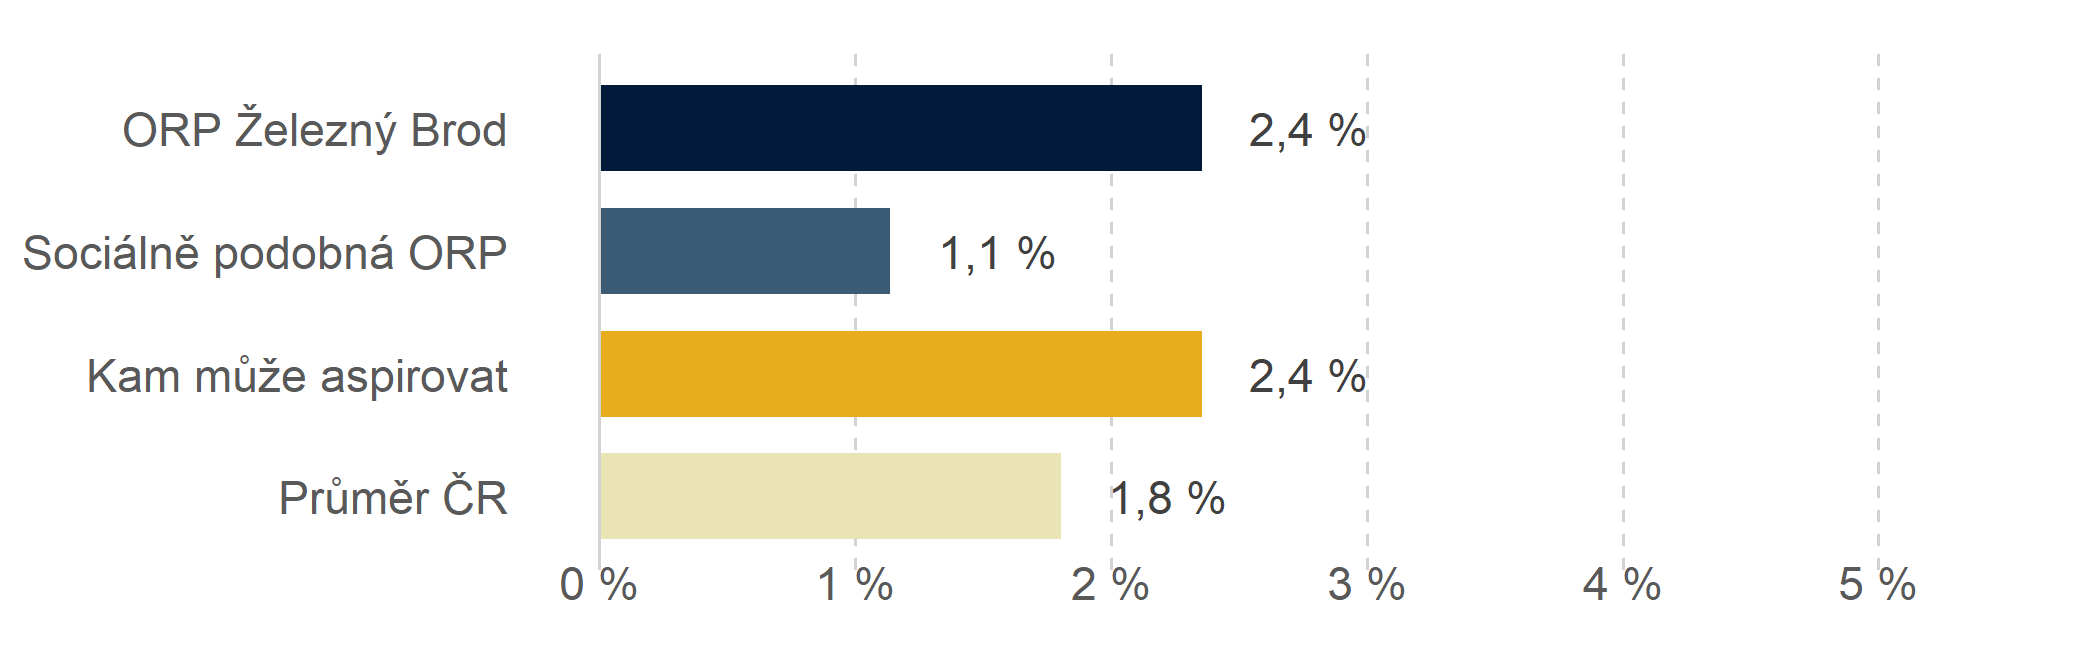 ORP Železný Brod 2,4 %
Sociálně podobná ORP 1,1 %
Kam může aspirovat 2,4 %
Průměr ČR 1,8 %
0 % 1 % 2 % 3 % 4 % 5 %